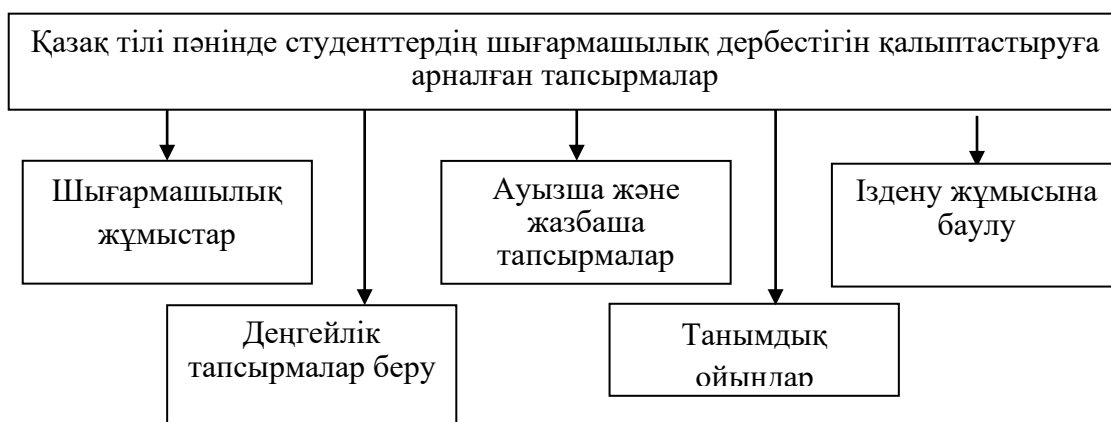 Қазақ тілі пәнінде студенттердің шығармашылық дербестігін қалыптастыруға
арналған тапсырмалар
Шығармашылық
жұмыстар
Ауызша және
жазбаша
тапсырмалар
Іздену жұмысына
баулу
Деңгейлік
тапсырмалар беру
Танымдық
ойындар